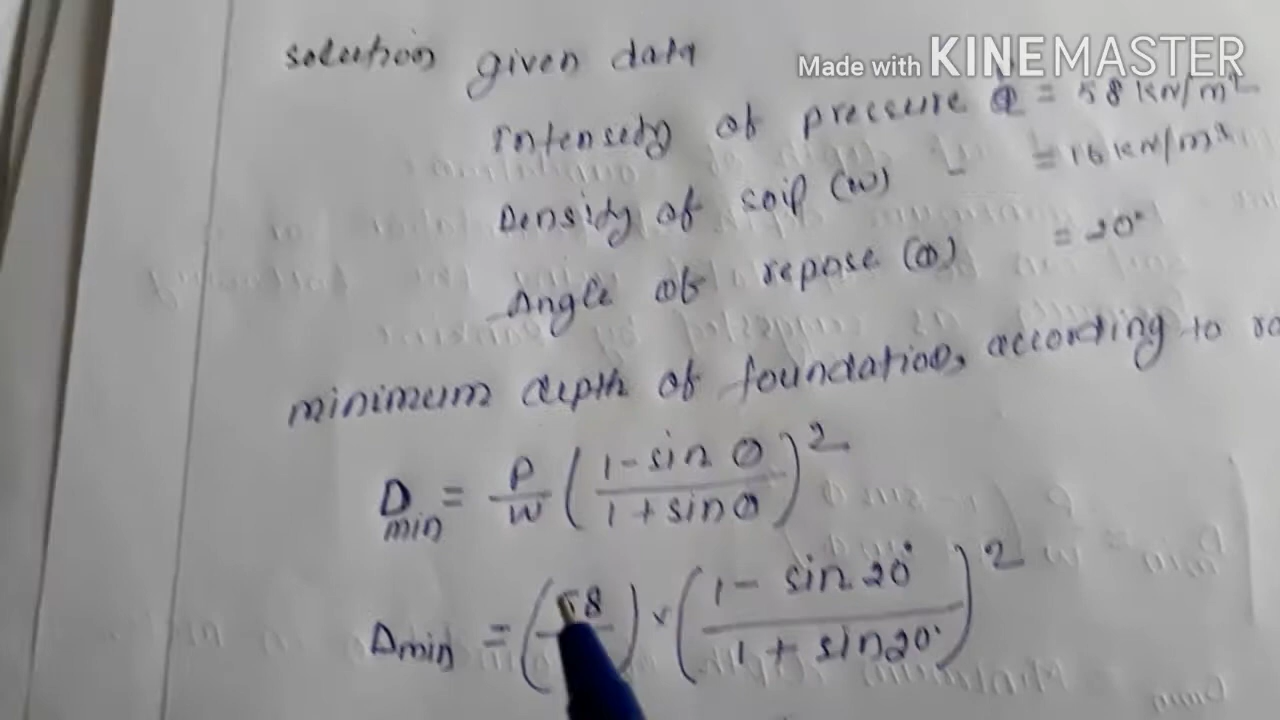 Made with KINEMASTER
solution given data
Intensity of pressure = 58 KN/m²
Density of soil (w) = 16 KN/m³
Angle of repose (Φ) = 20°
minimum depth of foundation, according to
Dmin = P/w (1 - sin Φ / 1 + sin Φ)²
Dmin = (58/ ) × (1 - sin 20° / 1 + sin 20°)²